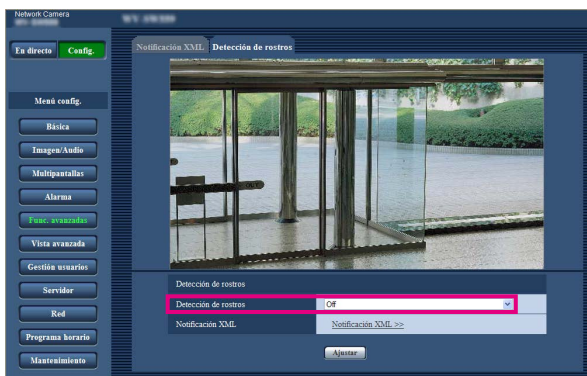 Network Camera
En directo Config.
Notificación XML Detección de rostros
Menú config.
Básica
Imagen/Audio
Multipantallas
Alarma
Func. avanzadas
Vista avanzada
Gestión usuarios
Servidor
Red
Programa horario
Mantenimiento
Detección de rostros
Detección de rostros Off
Notificación XML Notificación XML >>
Ajustar